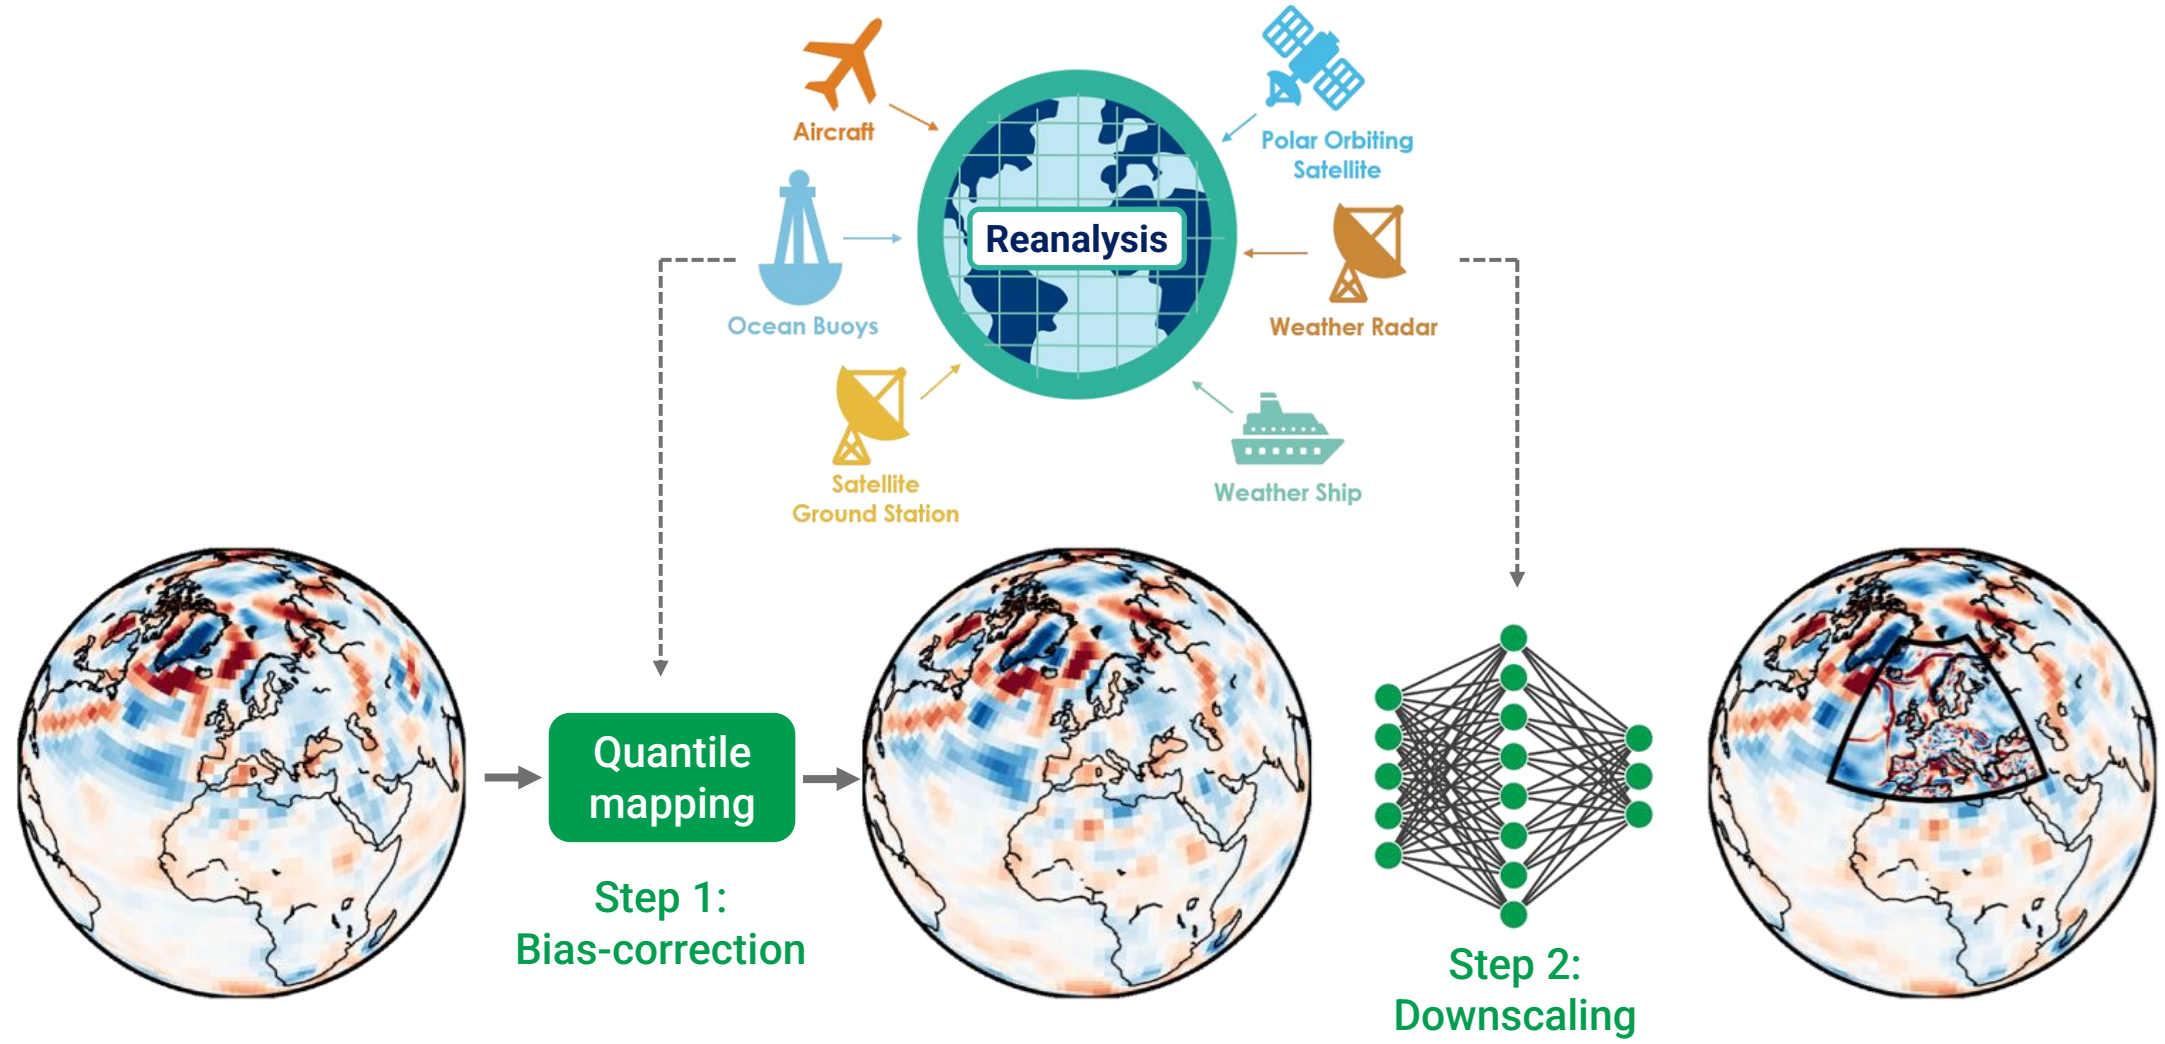 Aircraft
Polar Orbiting
Satellite
Reanalysis
Ocean Buoys
Weather Radar
Satellite
Ground Station
Weather Ship
Quantile
mapping
Step 1:
Bias-correction
Step 2:
Downscaling